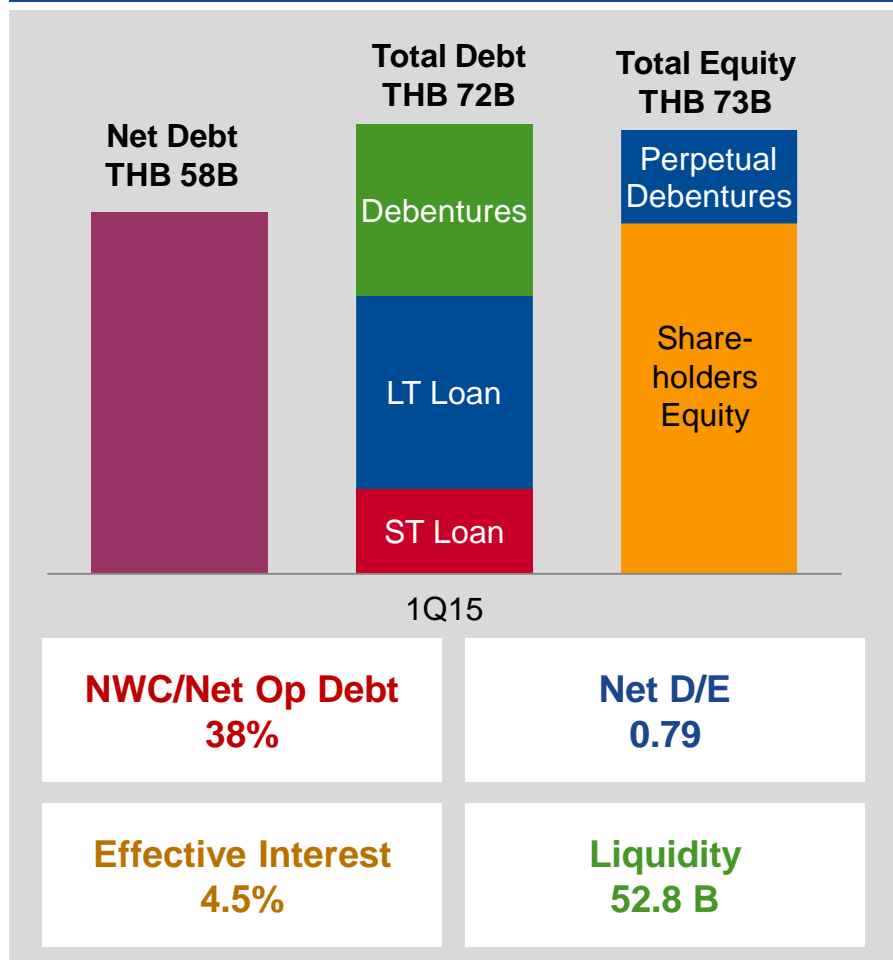 Net Debt
THB 58B
Total Debt
THB 72B
Total Equity
THB 73B
Debentures
LT Loan
ST Loan
Perpetual
Debentures
Share-
holders
Equity
1Q15
NWC/Net Op Debt
38%
Net D/E
0.79
Effective Interest
4.5%
Liquidity
52.8 B